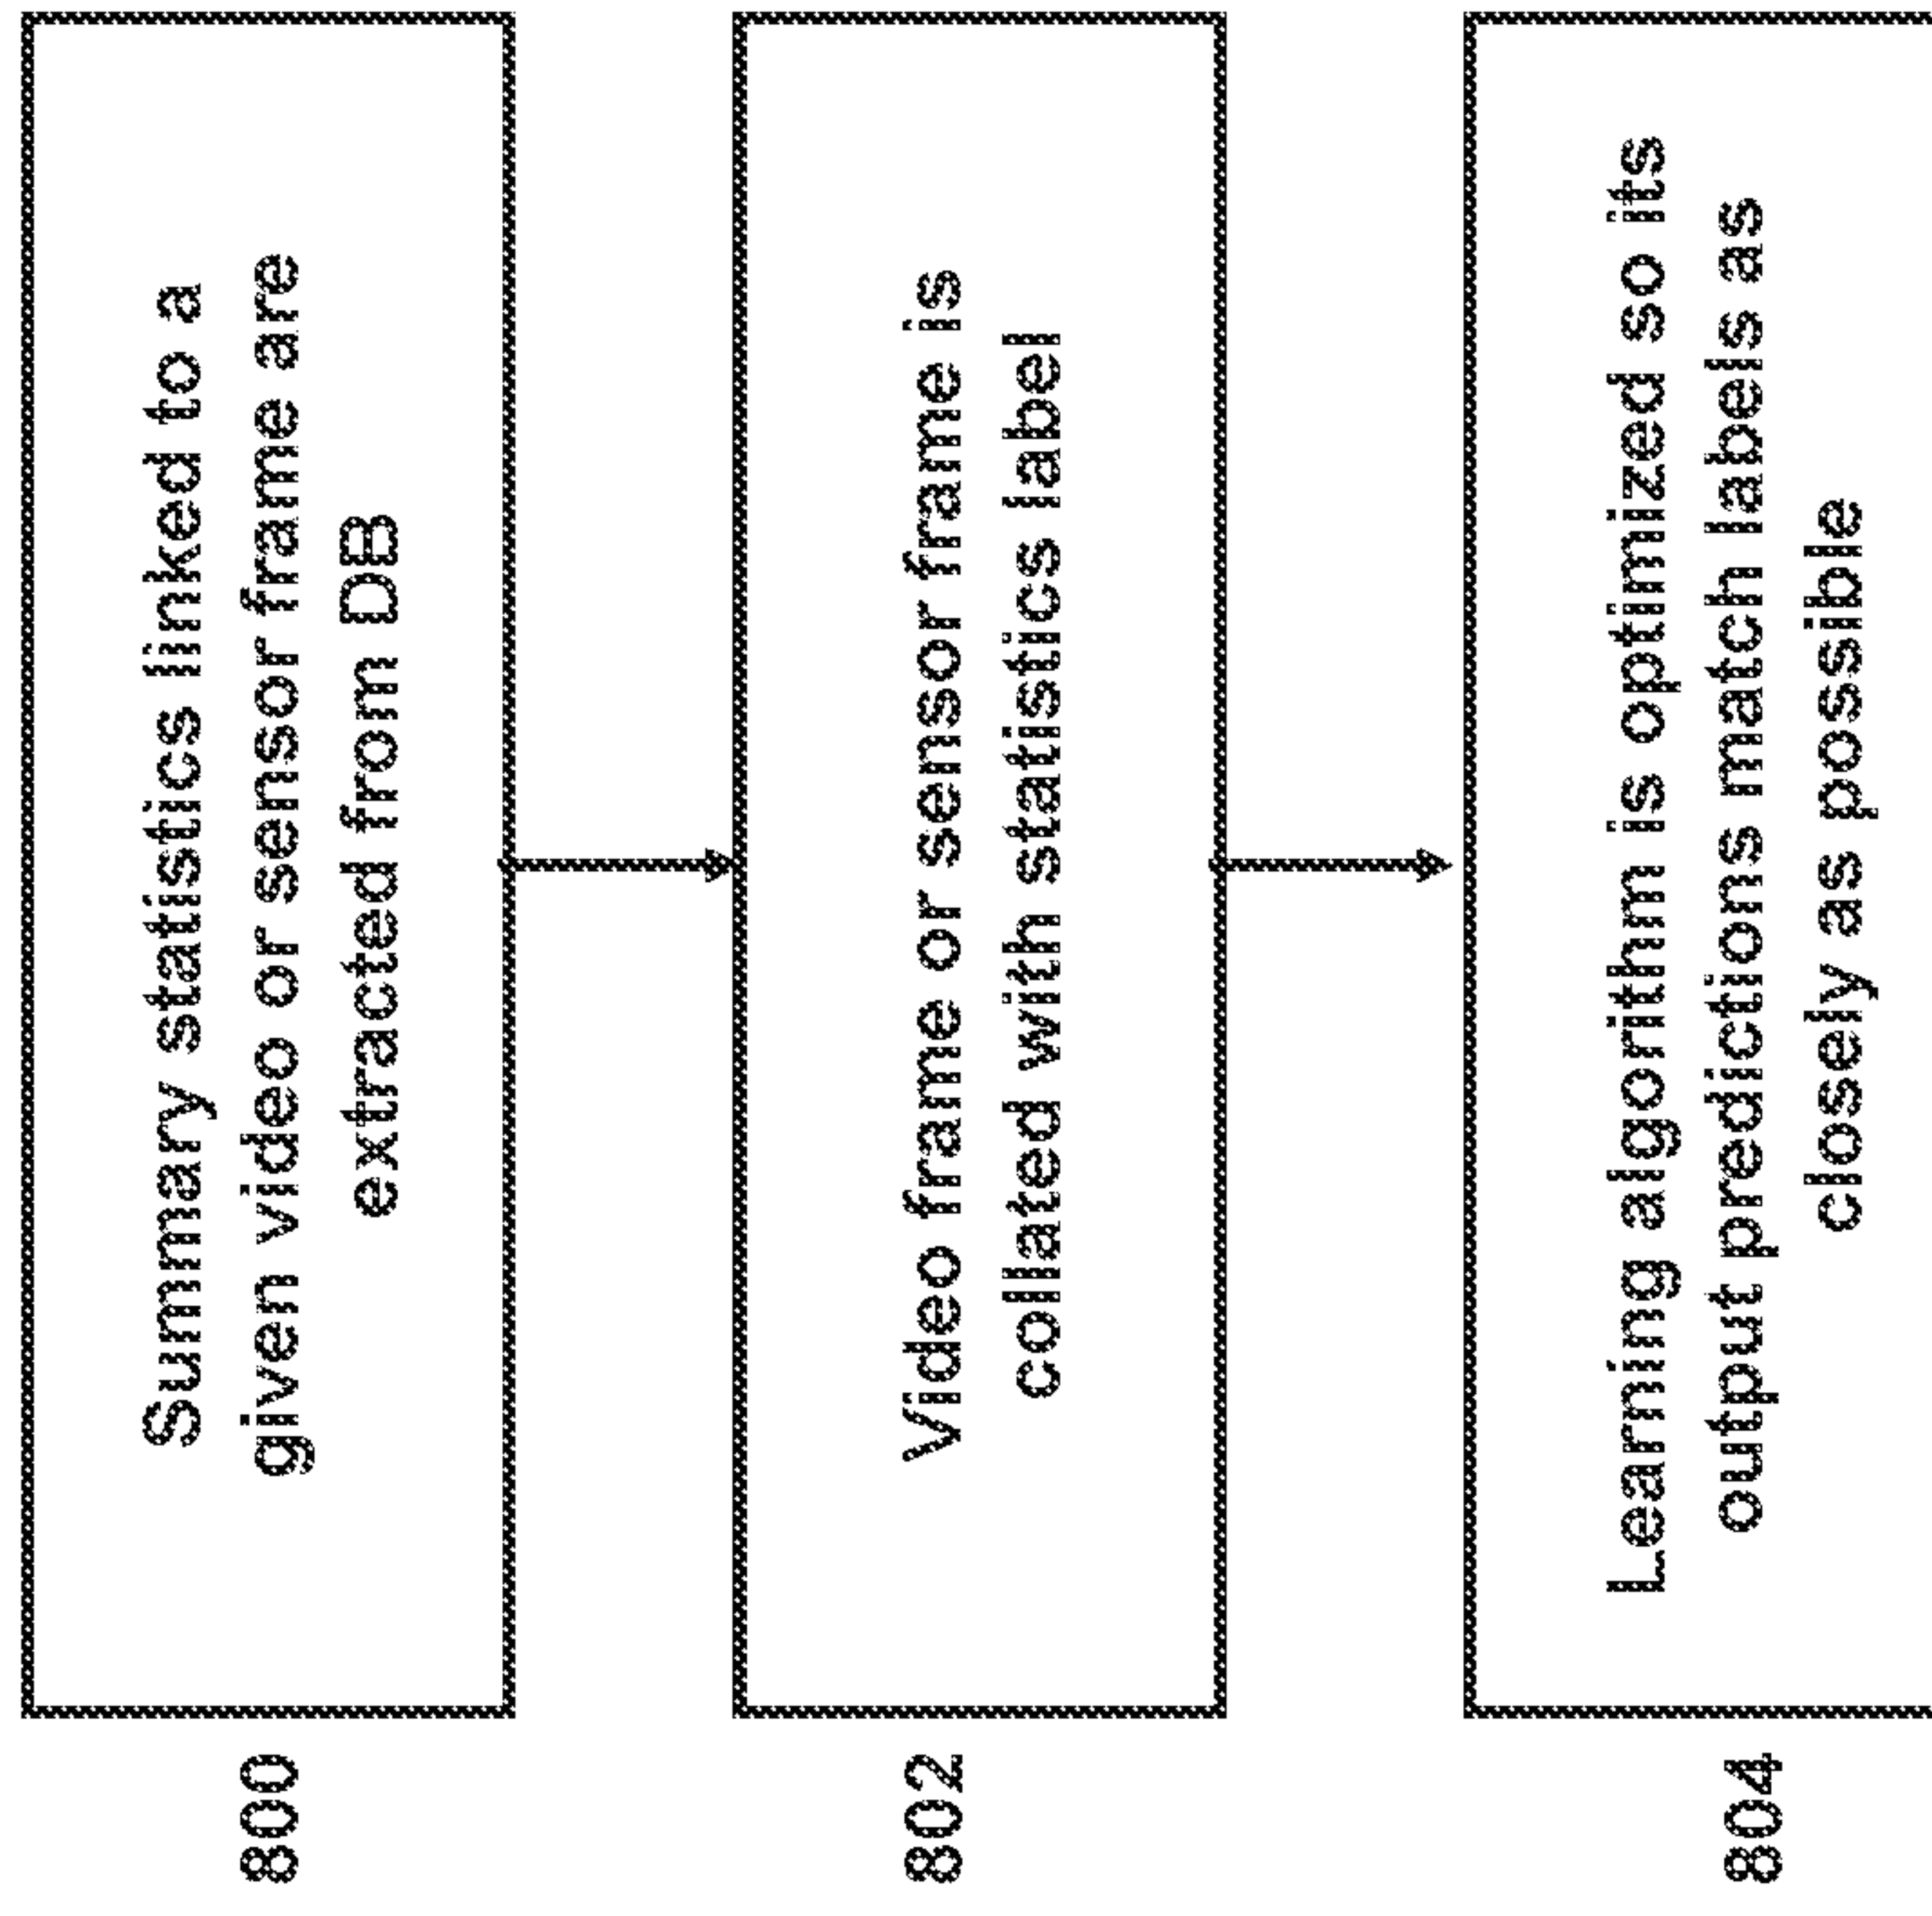 800
Summary statistics linked to a
given video or sensor frame are
extracted from DB
802
Video frame or sensor frame is
collated with statistics label
804
Learning algorithm is optimized so its
output predictions match labels as
closely as possible